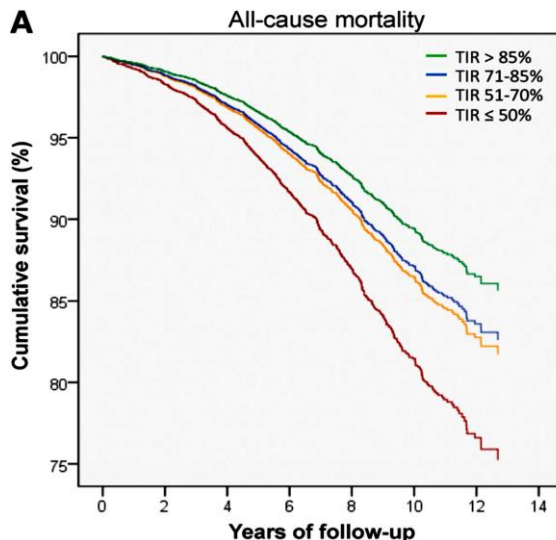 A
All-cause mortality
TIR > 85%
TIR 71-85%
TIR 51-70%
TIR ≤ 50%
Cumulative survival (%)
100
95
90
85
80
75
0 2 4 6 8 10 12 14
Years of follow-up